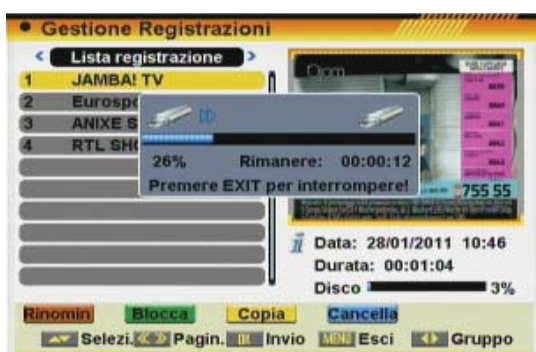 Gestione Registrazioni
Lista registrazione
1 JAMBA! TV
2 Eurospo
3 ANIXE S
4 RTL SH
26% Rimanere: 00:00:12
Premere EXIT per interrompere!
755 55
Data: 28/01/2011 10:46
Durata: 00:01:04
Disco 3%
Rinomin Blocca Copia Cancella
Selezi. Pagin. Invio MENU Esci Gruppo